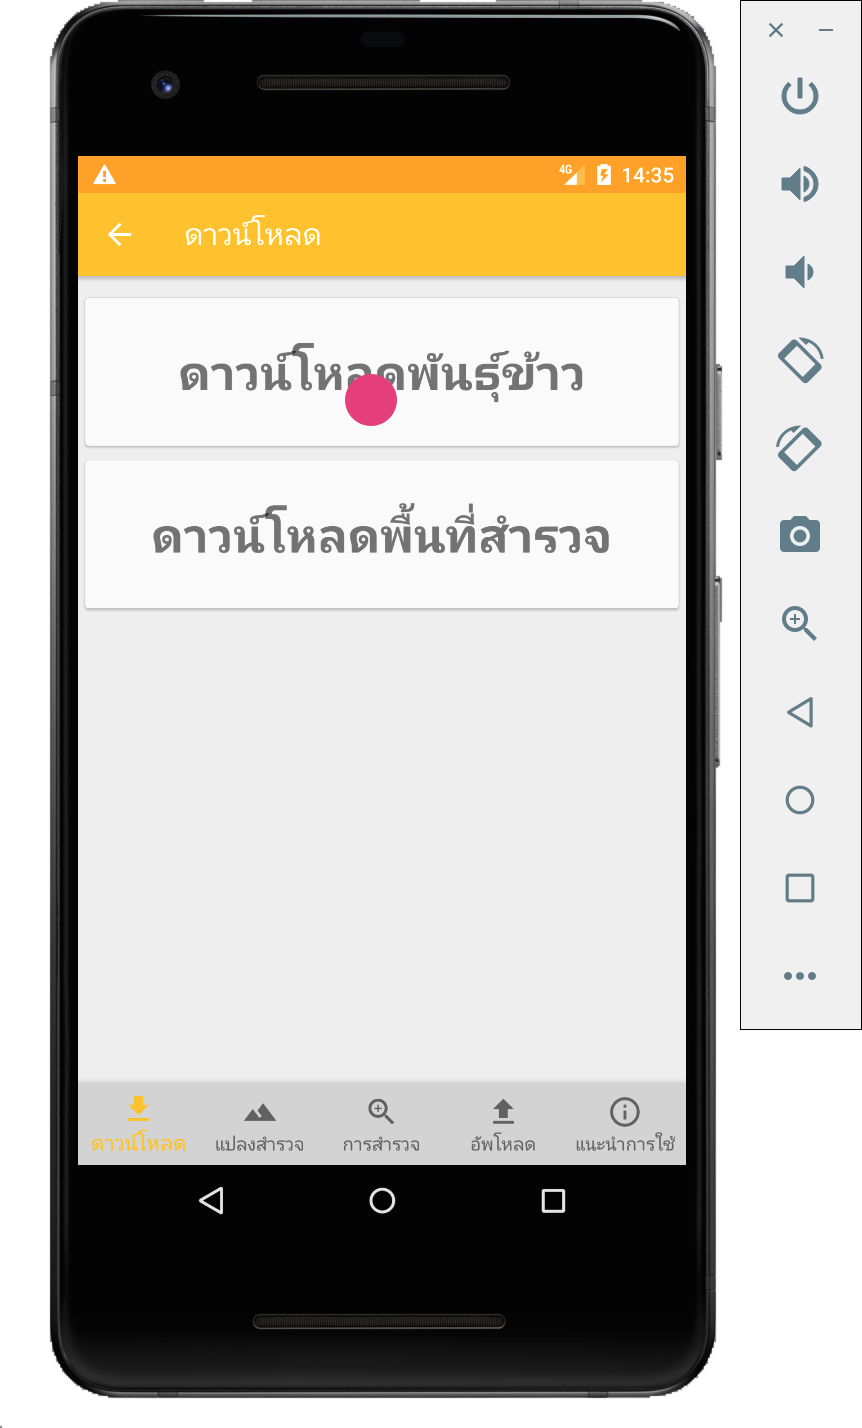 4G 14:35
ดาวน์โหลด
ดาวน์โหลดพันธุ์ข้าว
ดาวน์โหลดพื้นที่สำรวจ
ดาวน์โหลด แปลงสำรวจ การสำรวจ อัพโหลด แนะนำการใช้